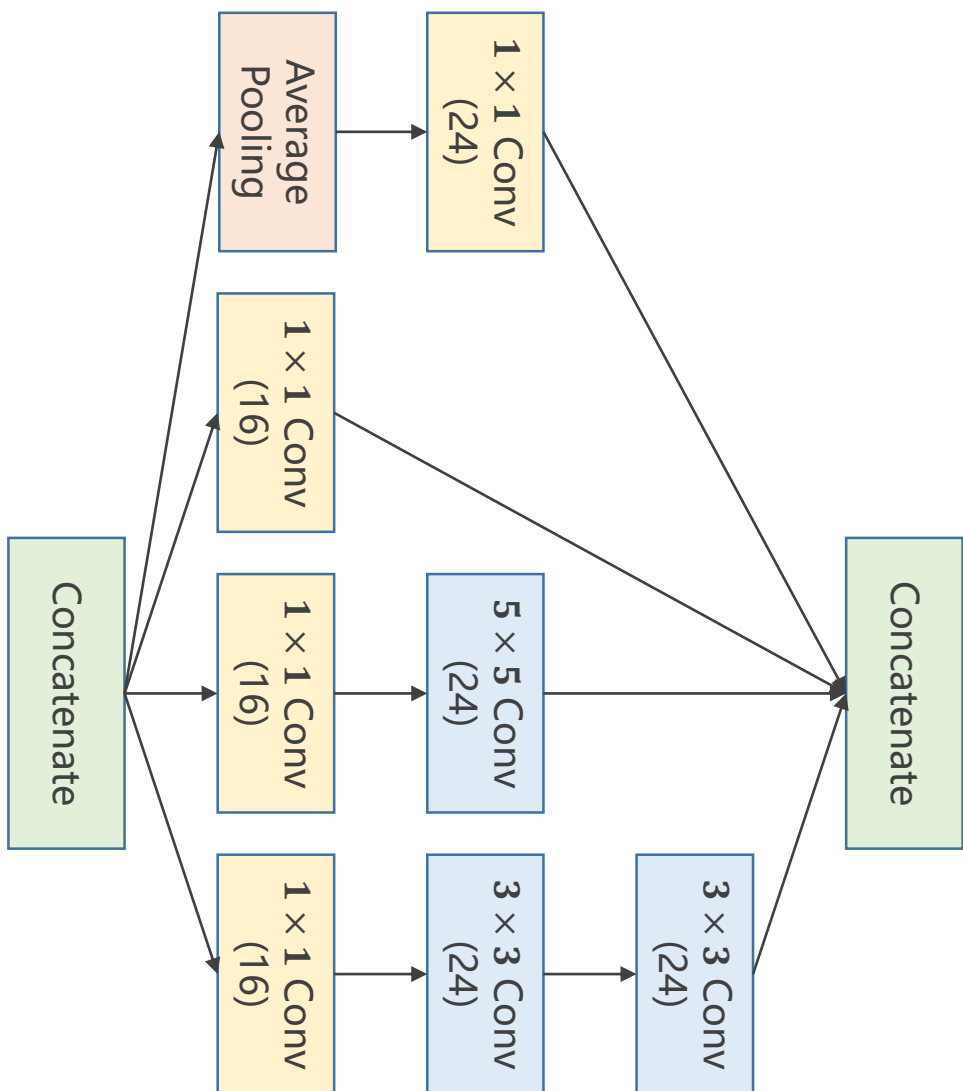 Average
Pooling
1 × 1 Conv
(24)
1 × 1 Conv
(16)
Concatenate
1 × 1 Conv
(16)
5 × 5 Conv
(24)
Concatenate
1 × 1 Conv
(16)
3 × 3 Conv
(24)
3 × 3 Conv
(24)